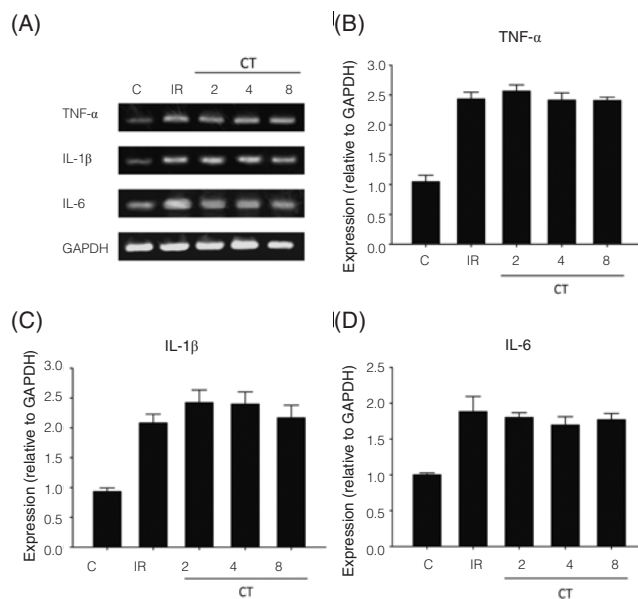 (A)
CT
C IR 2 4 8
TNF-α
IL-1β
IL-6
GAPDH
(B)
TNF-α
Expression (relative to GAPDH)
3.0
2.5
2.0
1.5
1.0
0.5
0.0
C IR 2 4 8
CT
(C)
IL-1β
Expression (relative to GAPDH)
3.0
2.5
2.0
1.5
1.0
0.5
0.0
C IR 2 4 8
CT
(D)
IL-6
Expression (relative to GAPDH)
2.5
2.0
1.5
1.0
0.5
0.0
C IR 2 4 8
CT